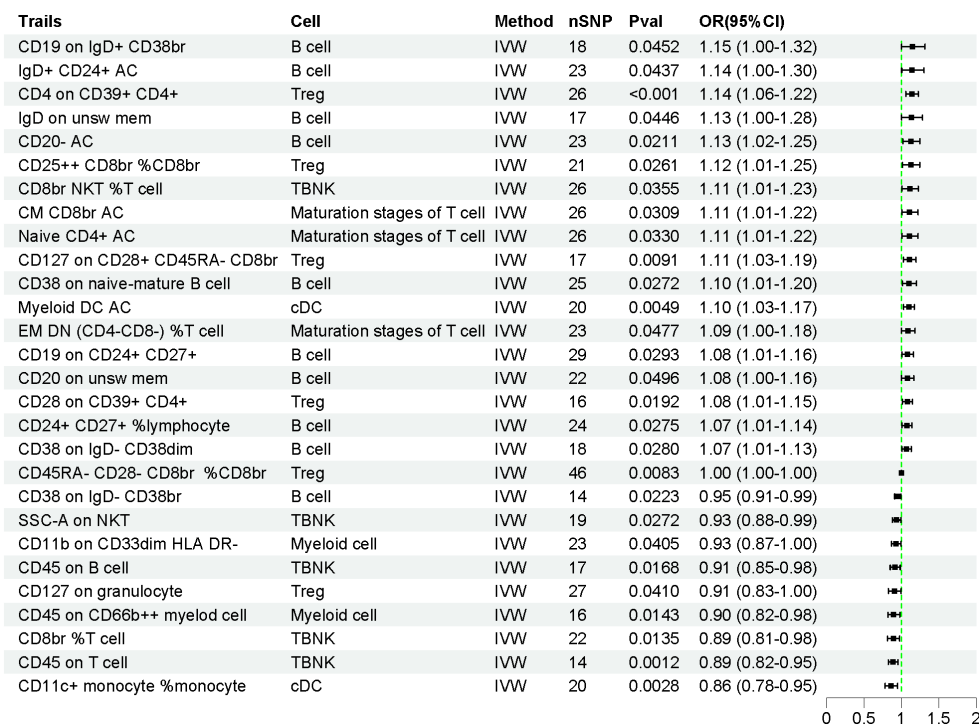 Trails Cell Method nSNP Pval OR(95%CI)
CD19 on IgD+ CD38br B cell IVW 18 0.0452 1.15 (1.00-1.32)
IgD+ CD24+ AC B cell IVW 23 0.0437 1.14 (1.00-1.30)
CD4 on CD39+ CD4+ Treg IVW 26 <0.001 1.14 (1.06-1.22)
IgD on unsw mem B cell IVW 17 0.0446 1.13 (1.00-1.28)
CD20- AC B cell IVW 23 0.0211 1.13 (1.02-1.25)
CD25++ CD8br %CD8br Treg IVW 21 0.0261 1.12 (1.01-1.25)
CD8br NKT %T cell TBNK IVW 26 0.0355 1.11 (1.01-1.23)
CM CD8br AC Maturation stages of T cell IVW 26 0.0309 1.11 (1.01-1.22)
Naive CD4+ AC Maturation stages of T cell IVW 26 0.0330 1.11 (1.01-1.22)
CD127 on CD28+ CD45RA- CD8br Treg IVW 17 0.0091 1.11 (1.03-1.19)
CD38 on naive-mature B cell B cell IVW 25 0.0272 1.10 (1.01-1.20)
Myeloid DC AC cDC IVW 20 0.0049 1.10 (1.03-1.17)
EM DN (CD4-CD8-) %T cell Maturation stages of T cell IVW 23 0.0477 1.09 (1.00-1.18)
CD19 on CD24+ CD27+ B cell IVW 29 0.0293 1.08 (1.01-1.16)
CD20 on unsw mem B cell IVW 22 0.0496 1.08 (1.00-1.16)
CD28 on CD39+ CD4+ Treg IVW 16 0.0192 1.08 (1.01-1.15)
CD24+ CD27+ %lymphocyte B cell IVW 24 0.0275 1.07 (1.01-1.14)
CD38 on IgD- CD38dim B cell IVW 18 0.0280 1.07 (1.01-1.13)
CD45RA- CD28- CD8br %CD8br Treg IVW 46 0.0083 1.00 (1.00-1.00)
CD38 on IgD- CD38br B cell IVW 14 0.0223 0.95 (0.91-0.99)
SSC-A on NKT TBNK IVW 19 0.0272 0.93 (0.88-0.99)
CD11b on CD33dim HLA DR- Myeloid cell IVW 23 0.0405 0.93 (0.87-1.00)
CD45 on B cell TBNK IVW 17 0.0168 0.91 (0.85-0.98)
CD127 on granulocyte Treg IVW 27 0.0410 0.91 (0.83-1.00)
CD45 on CD66b++ myelod cell Myeloid cell IVW 16 0.0143 0.90 (0.82-0.98)
CD8br %T cell TBNK IVW 22 0.0135 0.89 (0.81-0.98)
CD45 on T cell TBNK IVW 14 0.0012 0.89 (0.82-0.95)
CD11c+ monocyte %monocyte cDC IVW 20 0.0028 0.86 (0.78-0.95)
0 0.5 1 1.5 2